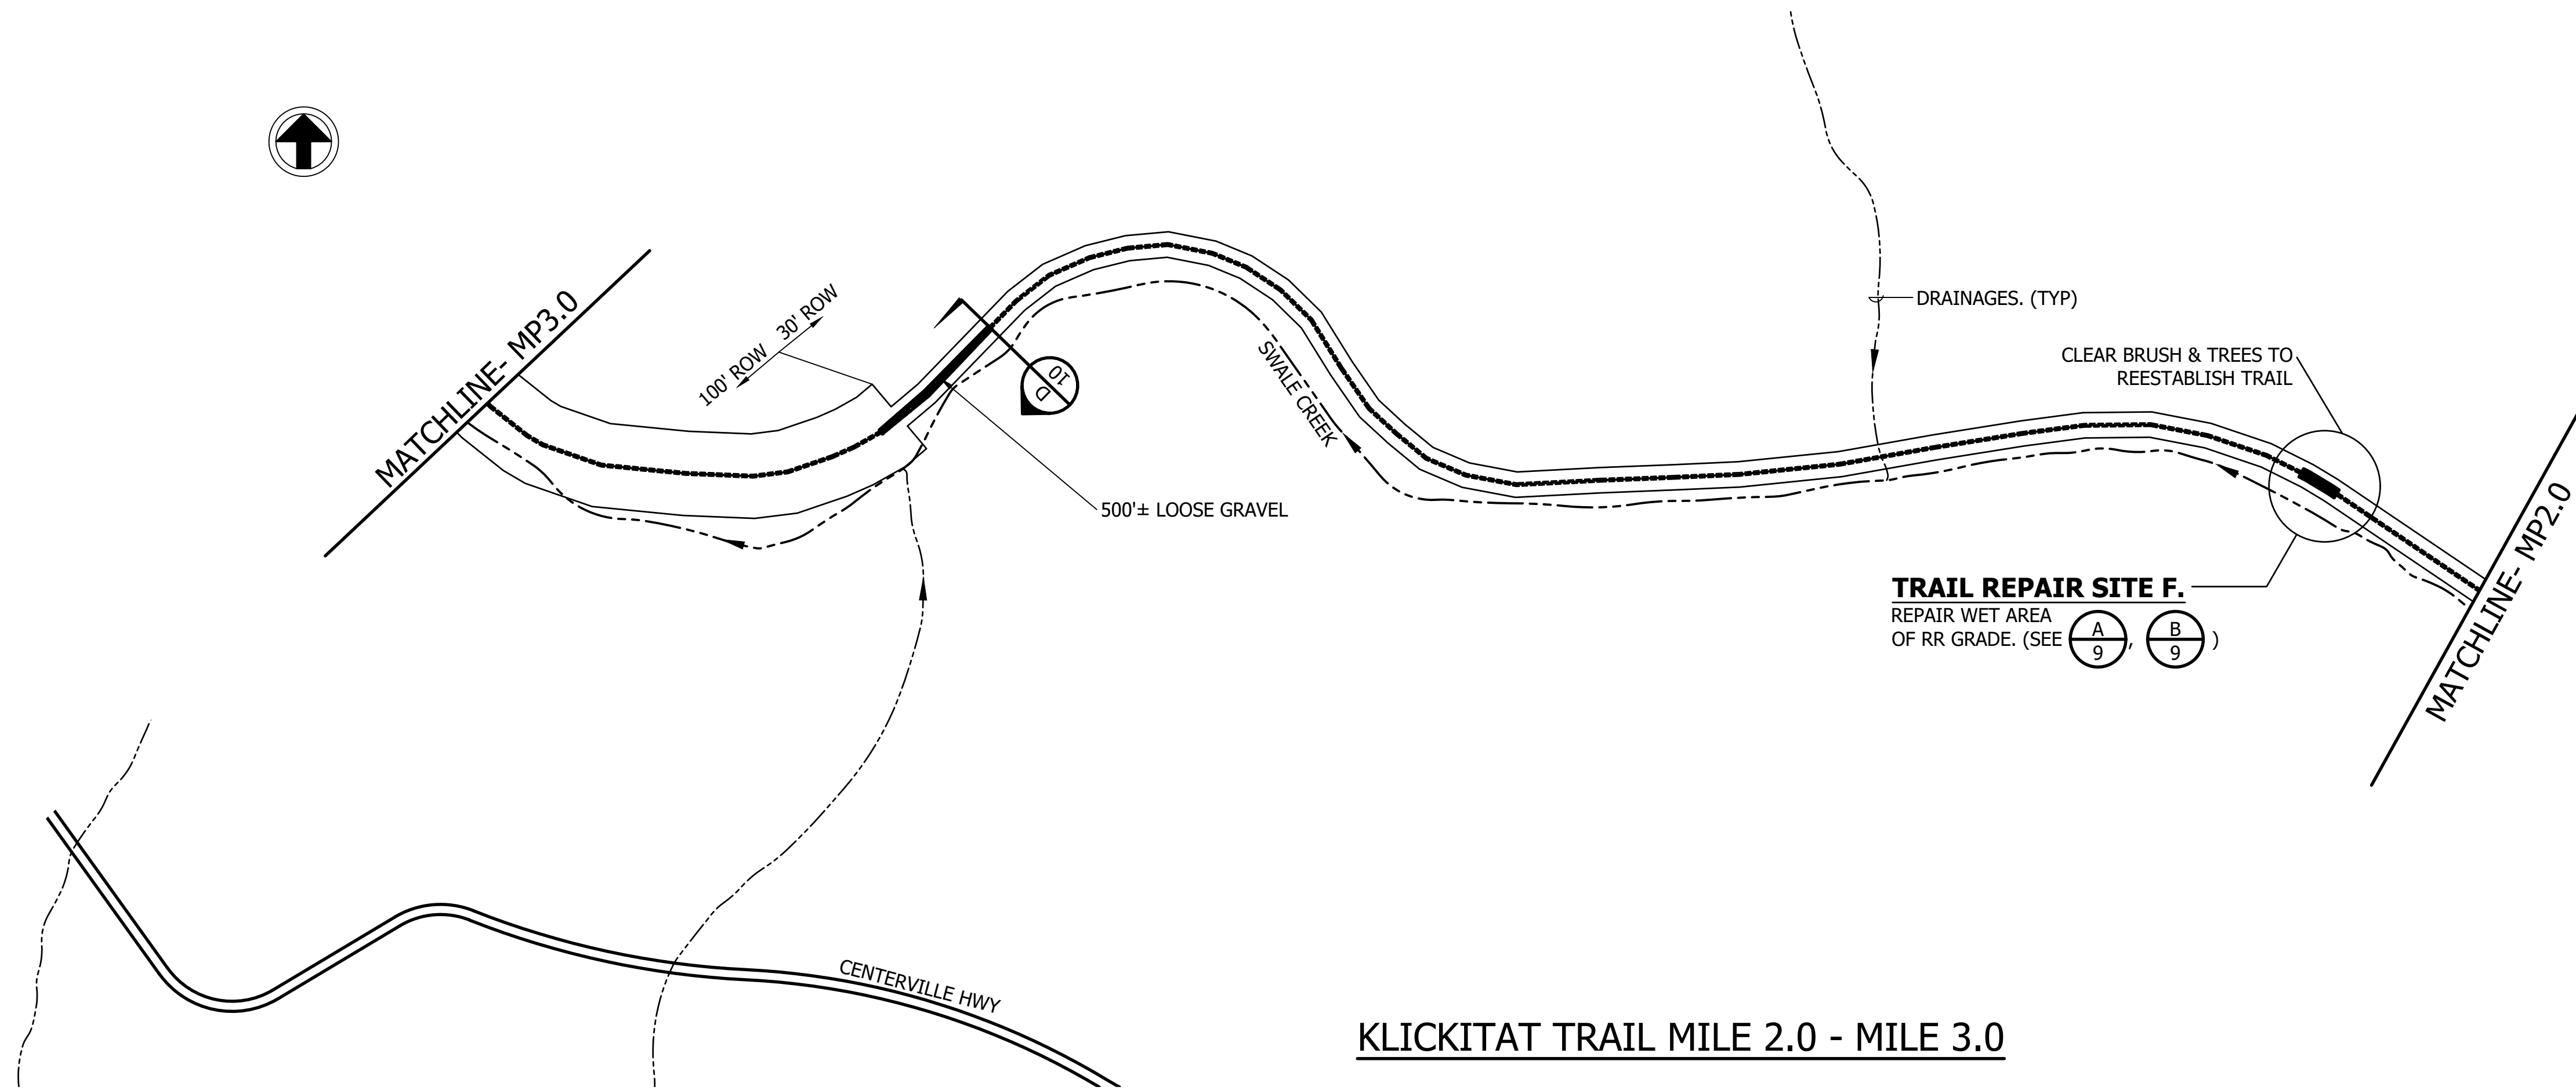 MATCHLINE- MP3.0
100' ROW
30' ROW
D
10
SWALE CREEK
500'± LOOSE GRAVEL
DRAINAGES. (TYP)
CLEAR BRUSH & TREES TO
REESTABLISH TRAIL
TRAIL REPAIR SITE F.
REPAIR WET AREA
OF RR GRADE. (SEE A/9, B/9 )
MATCHLINE- MP2.0
CENTERVILLE HWY
KLICKITAT TRAIL MILE 2.0 - MILE 3.0